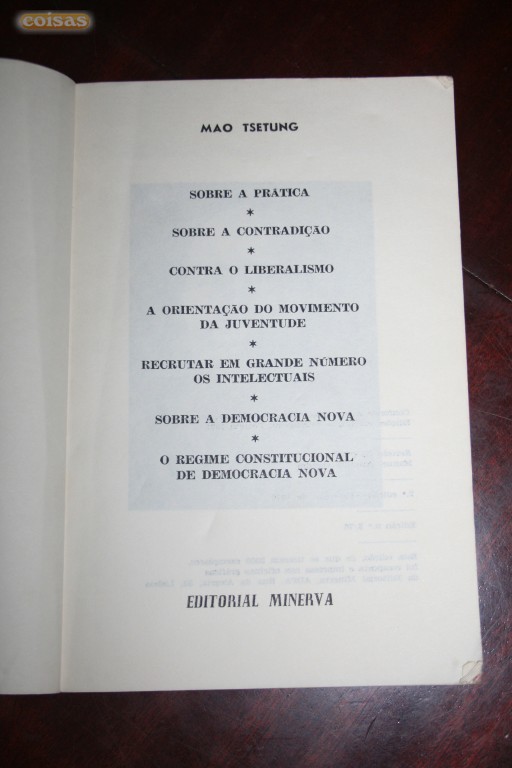 coisas
MAO TSETUNG
SOBRE A PRÁTICA
*
SOBRE A CONTRADIÇÃO
*
CONTRA O LIBERALISMO
*
A ORIENTAÇÃO DO MOVIMENTO
DA JUVENTUDE
*
RECRUTAR EM GRANDE NÚMERO
OS INTELECTUAIS
*
SOBRE A DEMOCRACIA NOVA
*
O REGIME CONSTITUCIONAL
DE DEMOCRACIA NOVA
EDITORIAL MINERVA